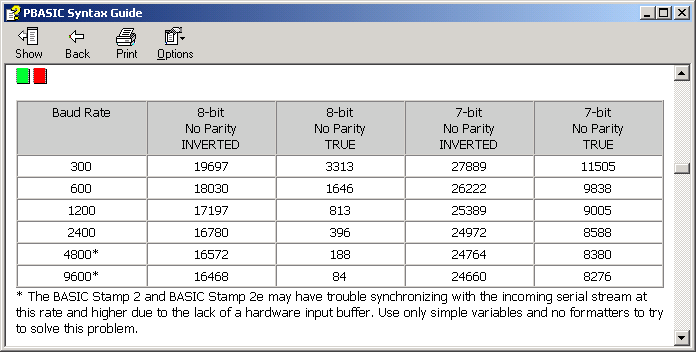 PBASIC Syntax Guide
Show Back Print Options
Baud Rate 8-bit No Parity INVERTED 8-bit No Parity TRUE 7-bit No Parity INVERTED 7-bit No Parity TRUE
300 19697 3313 27889 11505
600 18030 1646 26222 9838
1200 17197 813 25389 9005
2400 16780 396 24972 8588
4800* 16572 188 24764 8380
9600* 16468 84 24660 8276
* The BASIC Stamp 2 and BASIC Stamp 2e may have trouble synchronizing with the incoming serial stream at
this rate and higher due to the lack of a hardware input buffer. Use only simple variables and no formatters to try
to solve this problem.